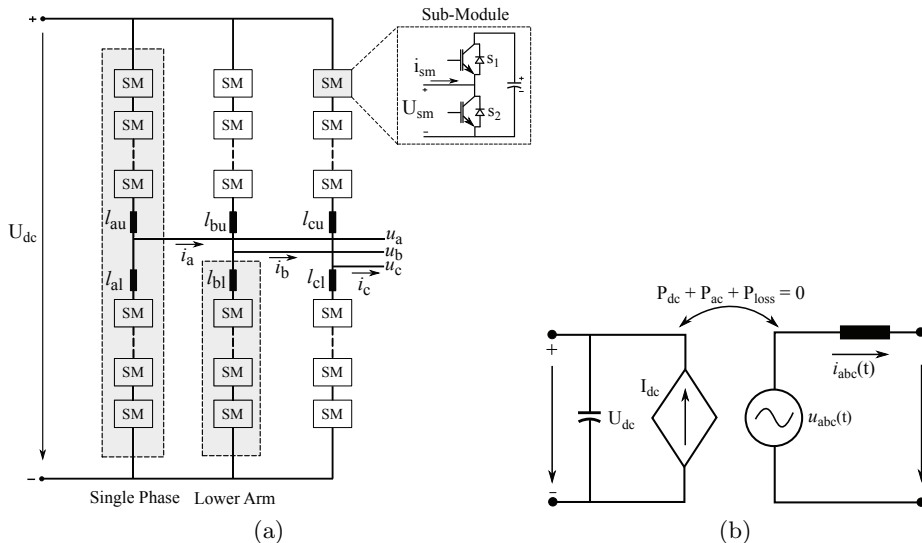 Sub-Module
+
SM SM SM
i_sm
+
U_sm
−
s_1
s_2
+
−
SM SM SM
SM SM SM
U_dc
l_au l_bu l_cu
u_a
u_b
u_c
i_a i_b i_c
l_al l_bl l_cl
SM SM SM
SM SM SM
SM SM SM
−
Single Phase Lower Arm
(a)
P_dc + P_ac + P_loss = 0
+
I_dc
U_dc
i_abc(t)
u_abc(t)
−
(b)